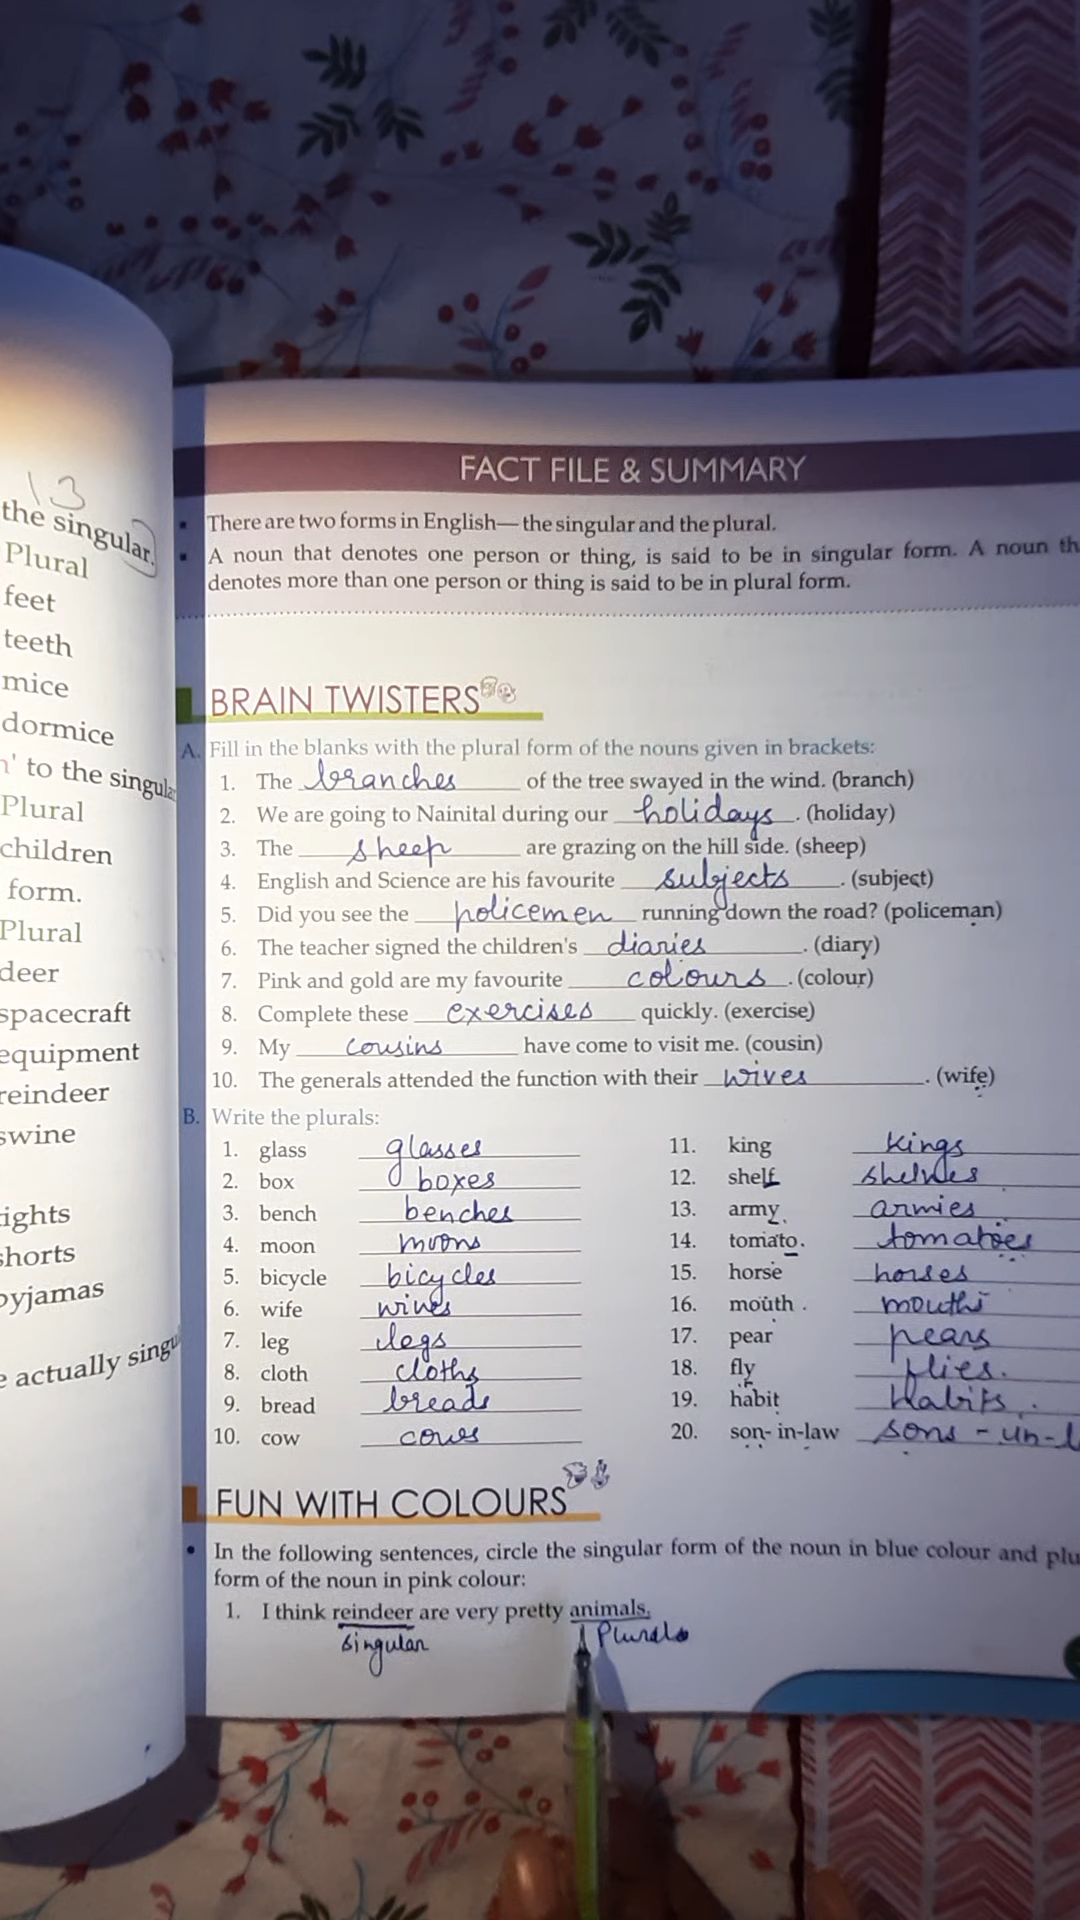 13
the singular.
Plural
feet
teeth
mice
dormice
n' to the singula
Plural
children
form.
Plural
deer
spacecraft
equipment
reindeer
swine
ights
shorts
pyjamas
e actually singu
FACT FILE & SUMMARY
There are two forms in English— the singular and the plural.
A noun that denotes one person or thing, is said to be in singular form. A noun th
denotes more than one person or thing is said to be in plural form.
BRAIN TWISTERS
A. Fill in the blanks with the plural form of the nouns given in brackets:
1. The branches of the tree swayed in the wind. (branch)
2. We are going to Nainital during our holidays. (holiday)
3. The sheep are grazing on the hill side. (sheep)
4. English and Science are his favourite subjects. (subject)
5. Did you see the policemen running down the road? (policeman)
6. The teacher signed the children's diaries. (diary)
7. Pink and gold are my favourite colours. (colour)
8. Complete these exercises quickly. (exercise)
9. My cousins have come to visit me. (cousin)
10. The generals attended the function with their wives. (wife)
B. Write the plurals:
1. glass glasses 11. king kings
2. box boxes 12. shelf shelves
3. bench benches 13. army armies
4. moon moons 14. tomato. tomatoes
5. bicycle bicycles 15. horse horses
6. wife wives 16. mouth . mouths
7. leg legs 17. pear pears
8. cloth cloths 18. fly flies.
9. bread breads 19. habit habits.
10. cow cows 20. son- in-law sons - in-l
FUN WITH COLOURS
In the following sentences, circle the singular form of the noun in blue colour and plu
form of the noun in pink colour:
1. I think reindeer are very pretty animals.
singular Plural